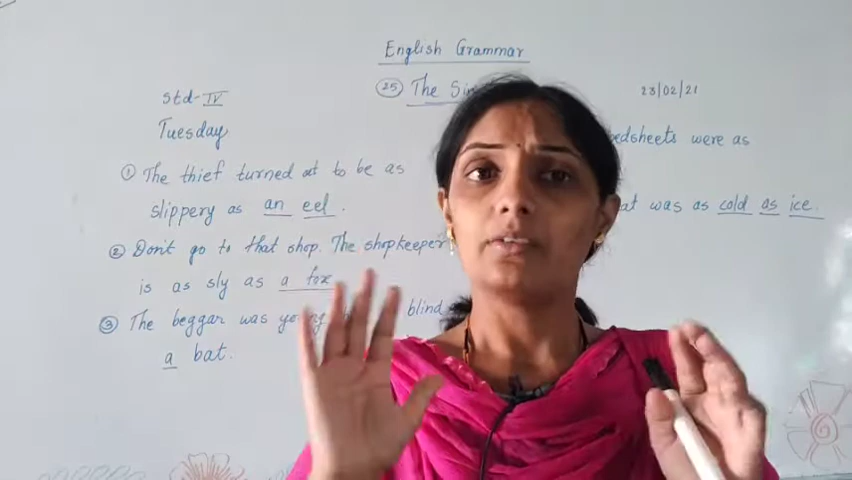 English Grammar
25 The
23/02/21
Std- IV
Tuesday
bedsheets were as
1 The thief turned out to be as
slippery as an eel.
at was as cold as ice.
2 Don't go to that shop. The shopkeeper
is as sly as a fox
3 The beggar was blind
a bat.